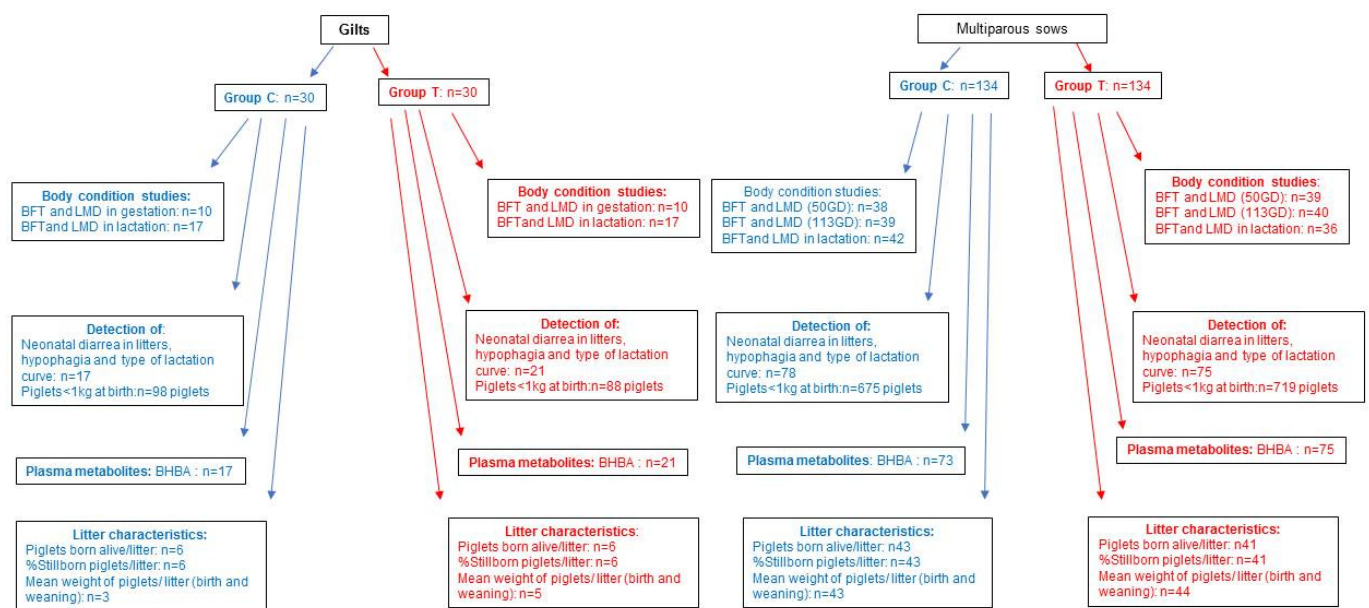 Gilts
Group C: n=30
Group T: n=30
Body condition studies:
BFT and LMD in gestation: n=10
BFTand LMD in lactation: n=17
Body condition studies:
BFT and LMD in gestation: n=10
BFTand LMD in lactation: n=17
Detection of:
Neonatal diarrea in litters,
hypophagia and type of lactation
curve: n=17
Piglets<1kg at birth:n=98 piglets
Detection of:
Neonatal diarrea in litters,
hypophagia and type of lactation
curve: n=21
Piglets<1kg at birth:n=88 piglets
Plasma metabolites: BHBA : n=17
Plasma metabolites: BHBA : n=21
Litter characteristics:
Piglets born alive/litter: n=6
%Stillborn piglets/litter: n=6
Mean weight of piglets/litter (birth and
weaning): n=3
Litter characteristics:
Piglets born alive/litter: n=6
%Stillborn piglets/litter: n=6
Mean weight of piglets/ litter (birth and
weaning): n=5
Multiparous sows
Group C: n=134
Group T: n=134
Body condition studies:
BFT and LMD (50GD): n=38
BFT and LMD (113GD): n=39
BFTand LMD in lactation: n=42
Body condition studies:
BFT and LMD (50GD): n=39
BFT and LMD (113GD): n=40
BFTand LMD in lactation: n=36
Detection of:
Neonatal diarrea in litters,
hypophagia and type of lactation
curve: n=78
Piglets<1kg at birth:n=675 piglets
Detection of:
Neonatal diarrea in litters,
hypophagia and type of lactation
curve: n=75
Piglets<1kg at birth:n=719 piglets
Plasma metabolites: BHBA : n=73
Plasma metabolites: BHBA : n=75
Litter characteristics:
Piglets born alive/litter: n43
%Stillborn piglets/litter: n=43
Mean weight of piglets/litter (birth and
weaning): n=43
Litter characteristics:
Piglets born alive/litter: n41
%Stillborn piglets/litter: n=41
Mean weight of piglets/litter (birth and
weaning): n=44